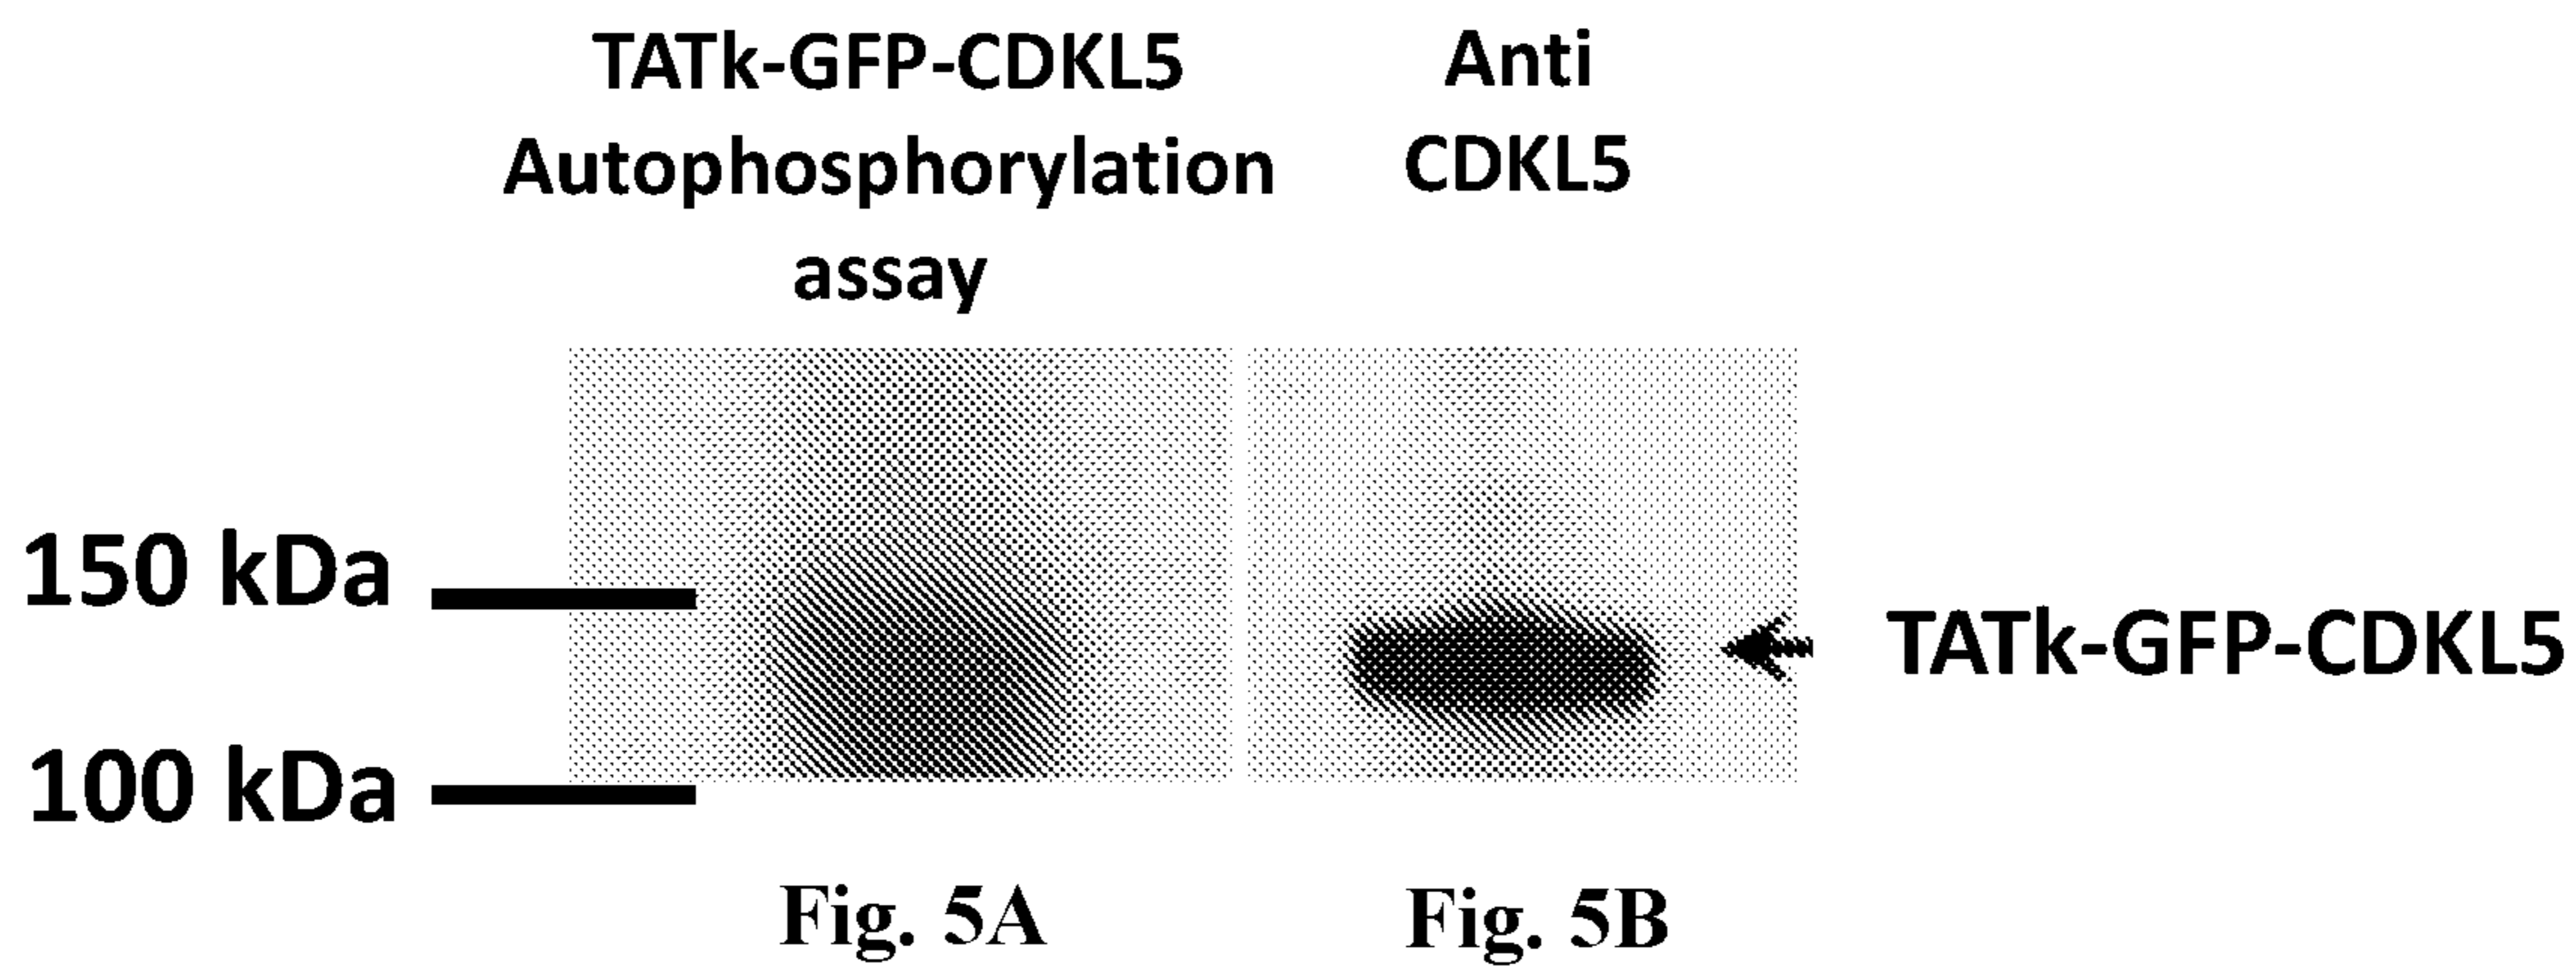 TATk-GFP-CDKL5
Autophosphorylation
assay
Anti
CDKL5
150 kDa
100 kDa
TATk-GFP-CDKL5
Fig. 5A
Fig. 5B